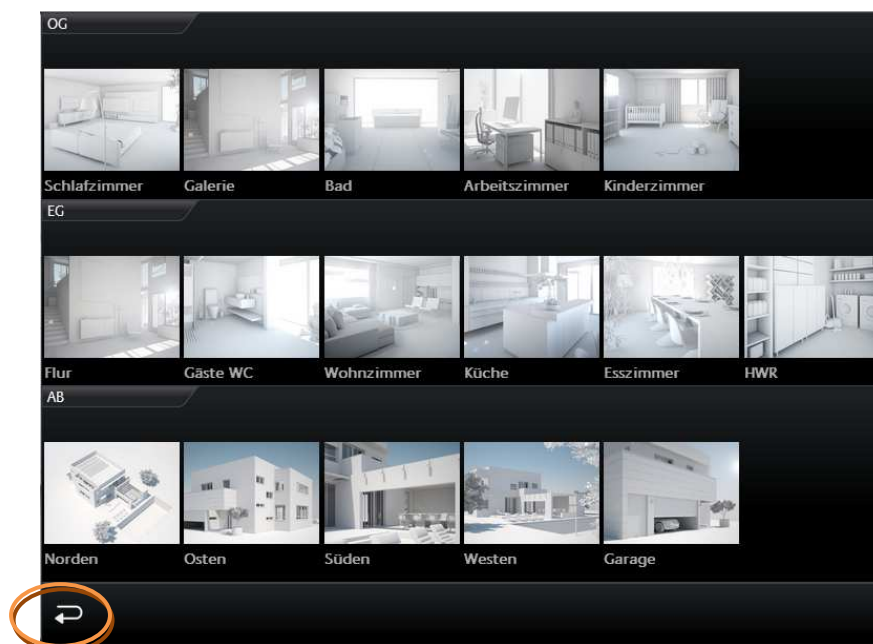 OG
Schlafzimmer Galerie Bad Arbeitszimmer Kinderzimmer
EG
Flur Gäste WC Wohnzimmer Küche Esszimmer HWR
AB
Norden Osten Süden Westen Garage